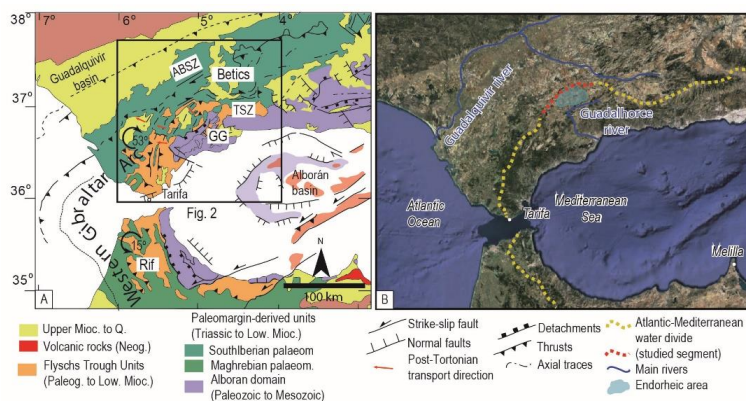 38° 7° 6° 5° 4°
Guadalquivir
basin
ABSZ
Betics
37°
TSZ
GG
53°
Arc
36°
Tarifa
Alborán
basin
Fig. 2
Western Gibraltar
15°
N
35°
Rif
A
100 km
Guadalquivir river
Guadalhorce
river
Atlantic
Ocean
Tarifa
Mediterranean
Sea
Melilla
B
Upper Mioc. to Q.
Volcanic rocks (Neog.)
Flyschs Trough Units
(Paleog. to Low. Mioc.)
Paleomargin-derived units
(Triassic to Low. Mioc.)
SouthIberian palaeom
Maghrebian palaeom.
Alboran domain
(Paleozoic to Mesozoic)
Strike-slip fault
Normal faults
Post-Tortonian
transport direction
Detachments
Thrusts
Axial traces
Atlantic-Mediterranean
water divide
(studied segment)
Main rivers
Endorheic area